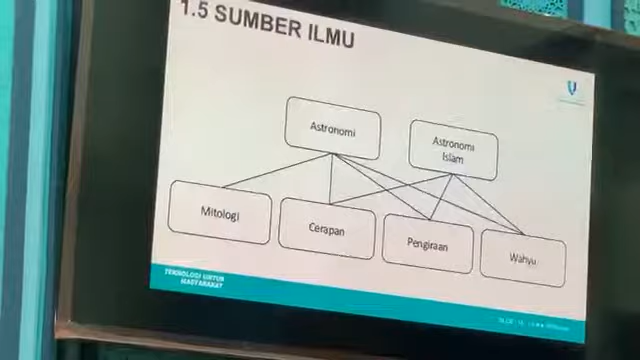 1.5 SUMBER ILMU
Astronomi
Astronomi
Islam
Mitologi
Cerapan
Pengiraan
Wahyu
TEKNOLOGI UNTUK
MASYARAKAT